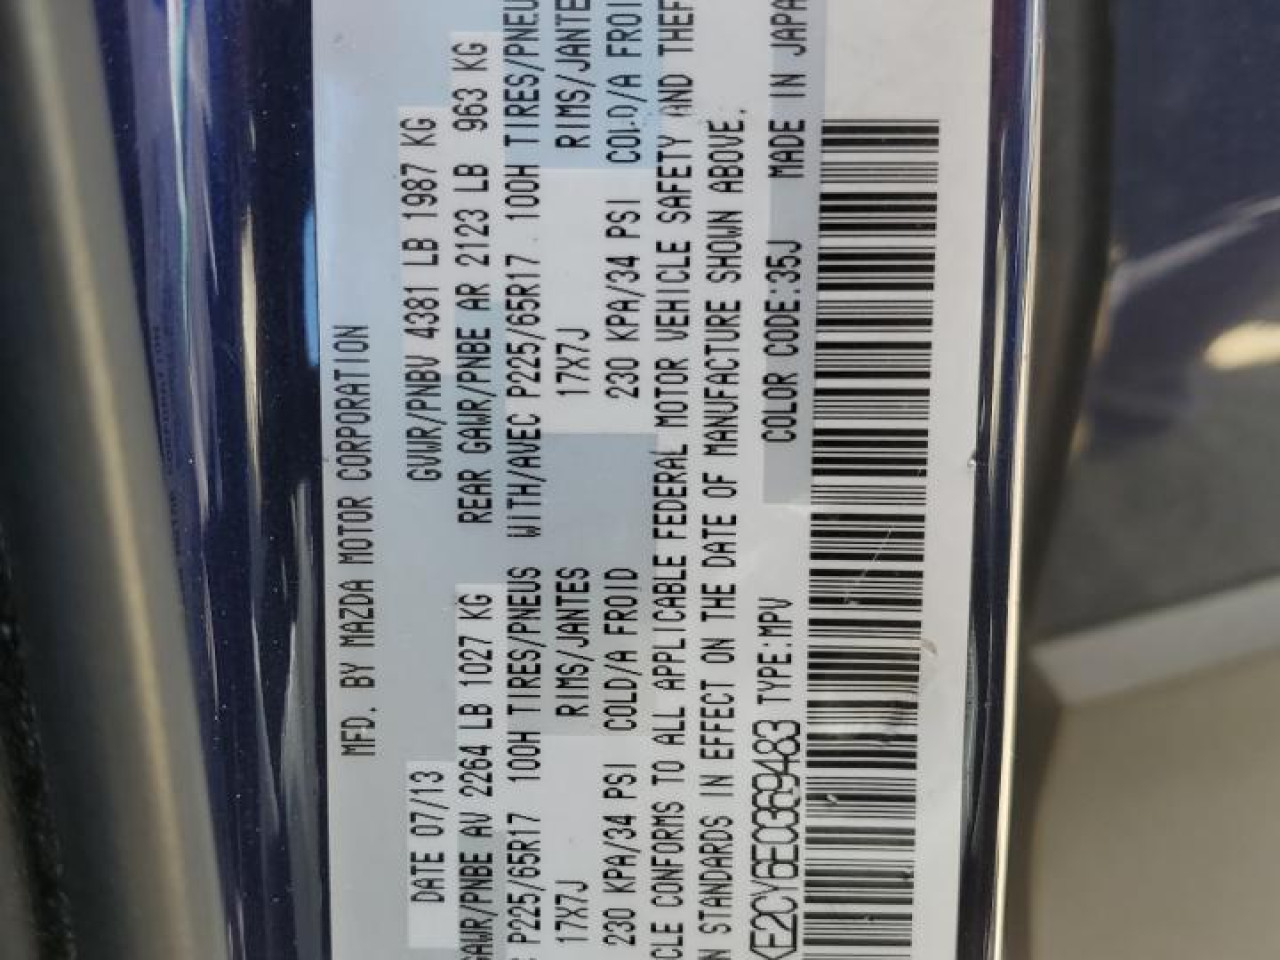 MFD. BY MAZDA MOTOR CORPORATION
DATE 07/13 GVWR/PNBV 4381 LB 1987 KG
GAWR/PNBE AV 2264 LB 1027 KG REAR GAWR/PNBE AR 2123 LB 963 KG
P225/65R17 100H TIRES/PNEUS WITH/AVEC P225/65R17 100H TIRES/PNEU
17X7J RIMS/JANTES 17X7J RIMS/JANTE
230 KPA/34 PSI COLD/A FROID 230 KPA/34 PSI COLD/A FROI
CLE CONFORMS TO ALL APPLICABLE FEDERAL MOTOR VEHICLE SAFETY AND THEF
N STANDARDS IN EFFECT ON THE DATE OF MANUFACTURE SHOWN ABOVE.
KE2CY6E0369483 TYPE:MPV COLOR CODE:35J MADE IN JAPA